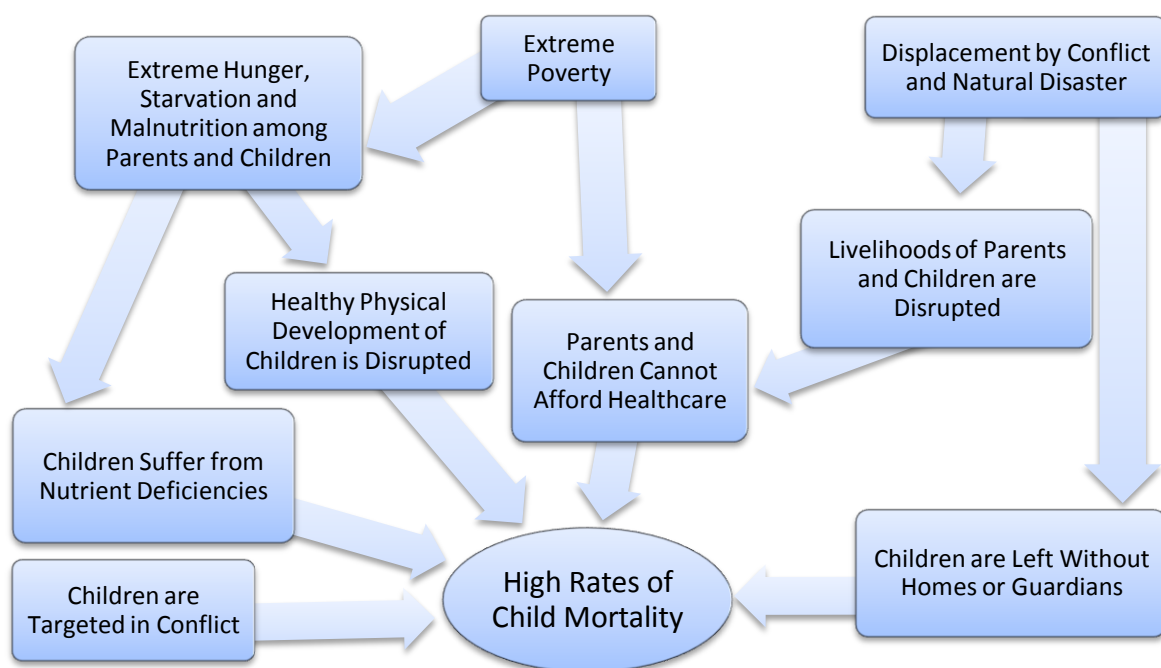 Extreme Hunger,
Starvation and
Malnutrition among
Parents and Children
Extreme
Poverty
Displacement by Conflict
and Natural Disaster
Livelihoods of Parents
and Children are
Disrupted
Healthy Physical
Development of
Children is Disrupted
Parents and
Children Cannot
Afford Healthcare
Children Suffer from
Nutrient Deficiencies
Children are Left Without
Homes or Guardians
Children are
Targeted in Conflict
High Rates of
Child Mortality